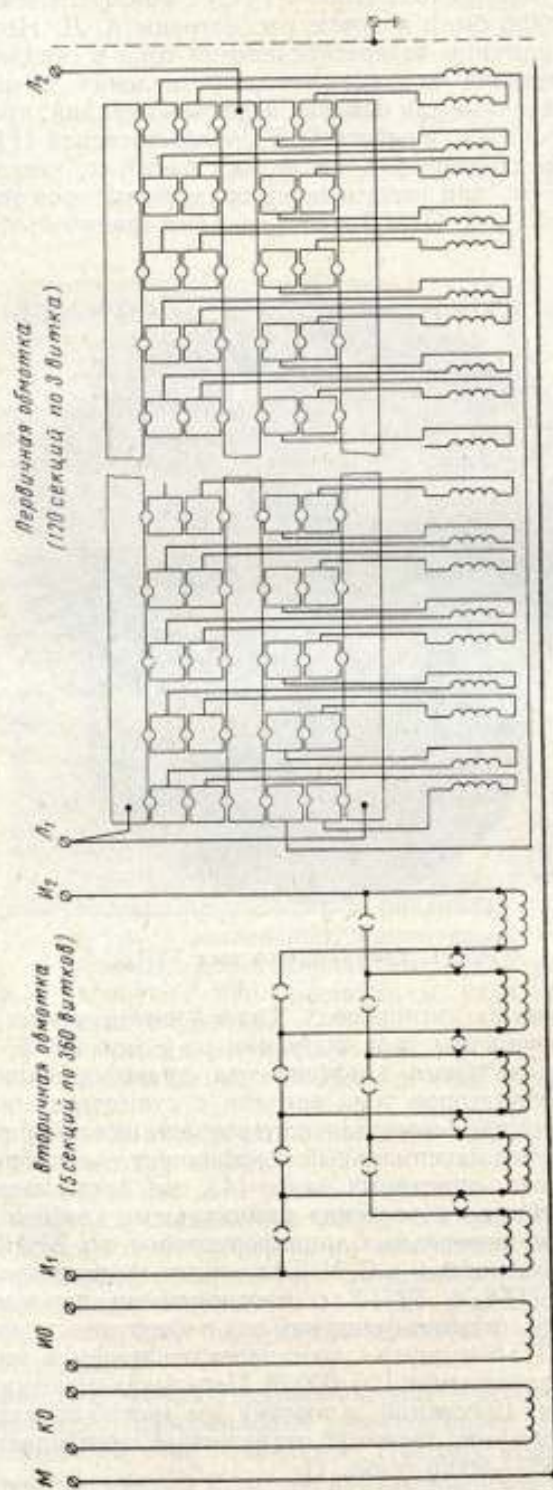 Первичная обмотка
(120 секций по 3 витка)
Вторичная обмотка
(5 секций по 360 витков)
М
КО
ИО
И₁
И₂
Л₁
Л₂